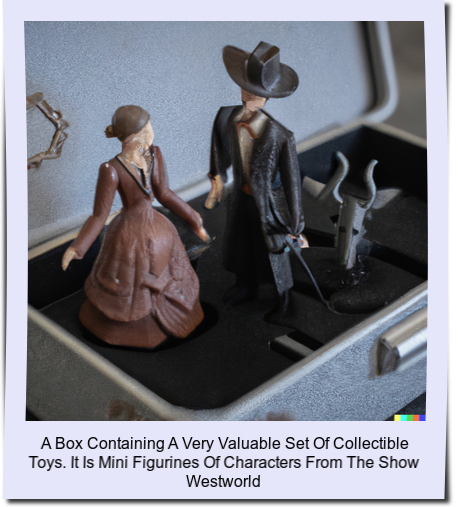 A Box Containing A Very Valuable Set Of Collectible
Toys. It Is Mini Figurines Of Characters From The Show
Westworld